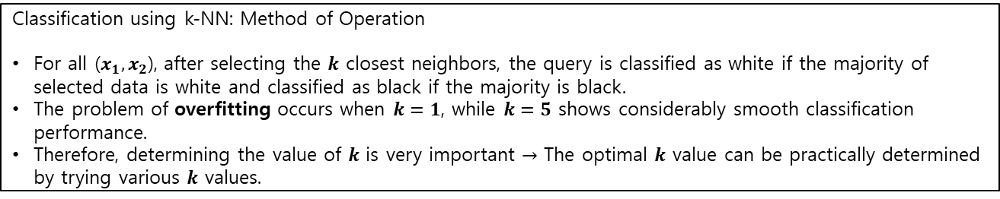 Classification using k-NN: Method of Operation
• For all (𝒙₁, 𝒙₂), after selecting the 𝒌 closest neighbors, the query is classified as white if the majority of
selected data is white and classified as black if the majority is black.
• The problem of overfitting occurs when 𝒌 = 𝟏, while 𝒌 = 𝟓 shows considerably smooth classification
performance.
• Therefore, determining the value of 𝒌 is very important → The optimal 𝒌 value can be practically determined
by trying various 𝒌 values.